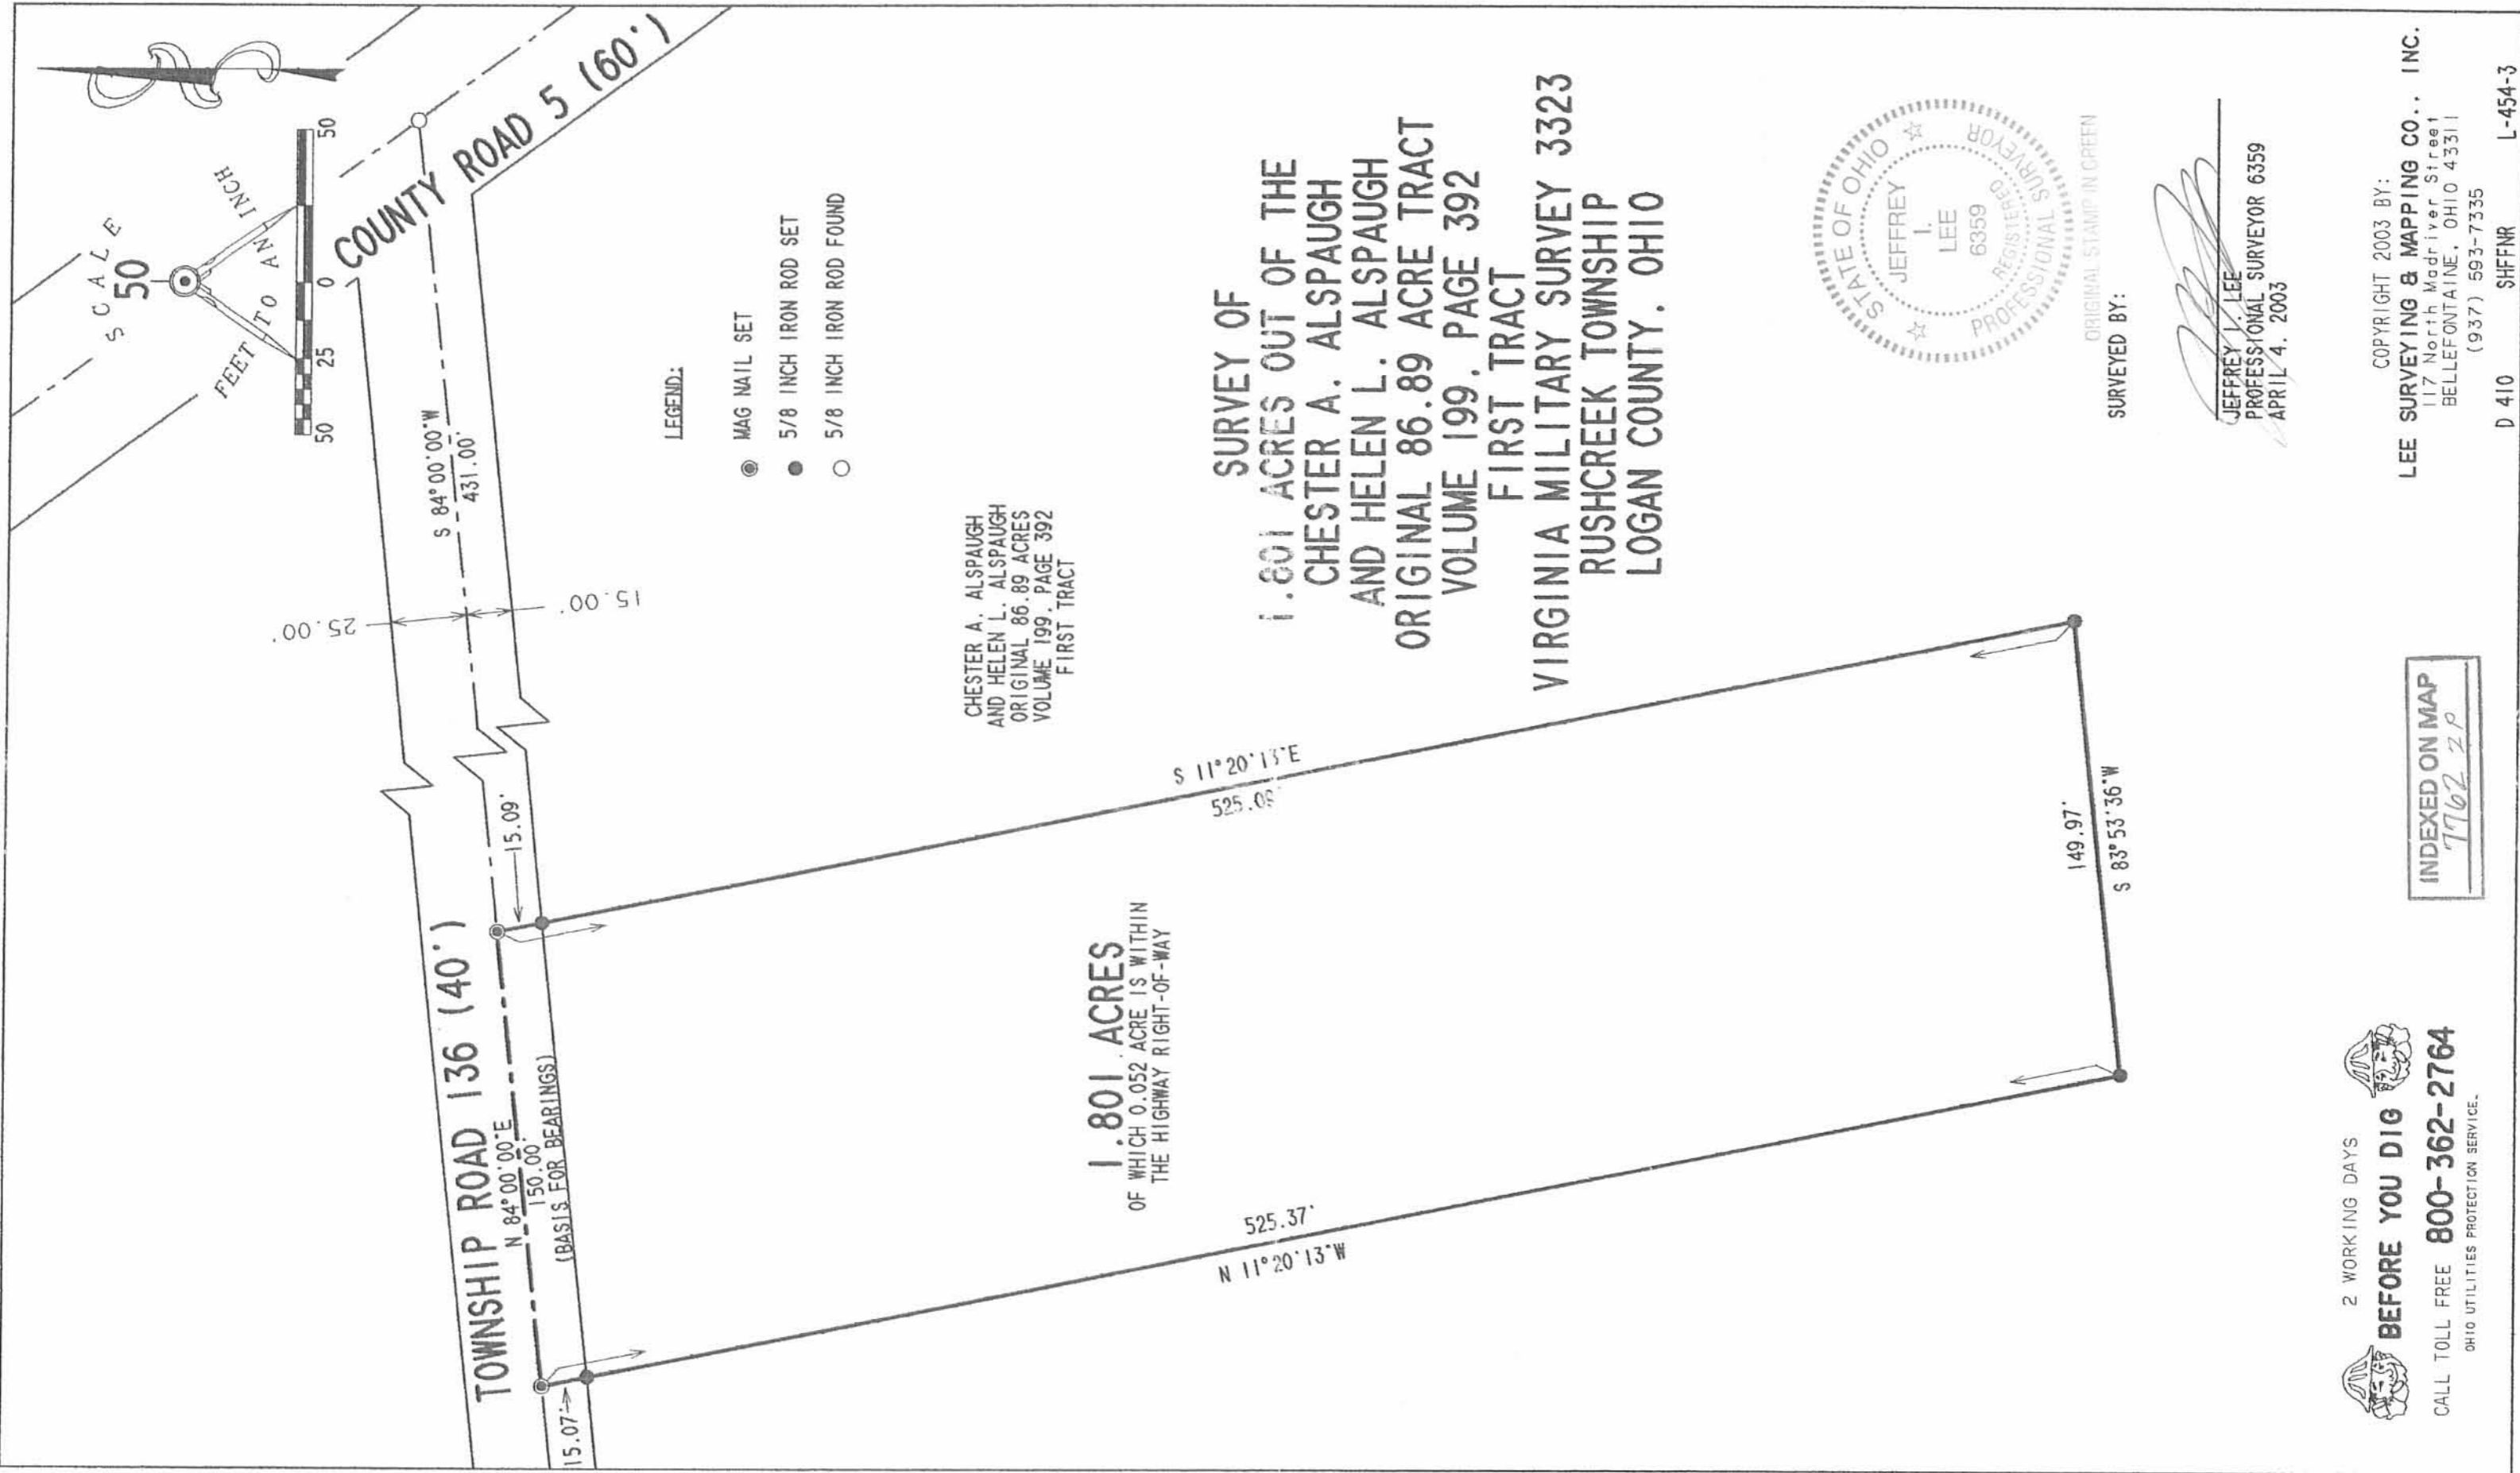 SCALE
50
FEET TO AN INCH
50 25 0 50
COUNTY ROAD 5 (60')
S 84°00'00"W
431.00'
25.00'
15.00'
LEGEND:
MAG NAIL SET
5/8 INCH IRON ROD SET
5/8 INCH IRON ROD FOUND
TOWNSHIP ROAD 136 (40')
N 84°00'00"E
150.00'
(BASIS FOR BEARINGS)
15.09'
15.07'
CHESTER A. ALSPAUGH
AND HELEN L. ALSPAUGH
ORIGINAL 86.89 ACRES
VOLUME 199, PAGE 392
FIRST TRACT
S 11°20'13"E
525.09'
1.801 ACRES
OF WHICH 0.052 ACRE IS WITHIN
THE HIGHWAY RIGHT-OF-WAY
525.37'
N 11°20'13"W
149.97'
S 83°53'36"W
SURVEY OF
1.801 ACRES OUT OF THE
CHESTER A. ALSPAUGH
AND HELEN L. ALSPAUGH
ORIGINAL 86.89 ACRE TRACT
VOLUME 199, PAGE 392
FIRST TRACT
VIRGINIA MILITARY SURVEY 3323
RUSHCREEK TOWNSHIP
LOGAN COUNTY, OHIO
STATE OF OHIO
JEFFREY
I.
LEE
6359
REGISTERED
PROFESSIONAL SURVEYOR
PROFESSIONAL SURVEYOR
ORIGINAL STAMP IN GREEN
SURVEYED BY:
JEFFREY I. LEE
PROFESSIONAL SURVEYOR 6359
APRIL 4, 2003
2 WORKING DAYS
BEFORE YOU DIG
CALL TOLL FREE 800-362-2764
OHIO UTILITIES PROTECTION SERVICE
INDEXED ON MAP
7762 2P
COPYRIGHT 2003 BY:
LEE SURVEYING & MAPPING CO., INC.
117 North Madriver Street
BELLEFONTAINE, OHIO 43311
(937) 593-7335
D 410 SHFFNR L-454-3